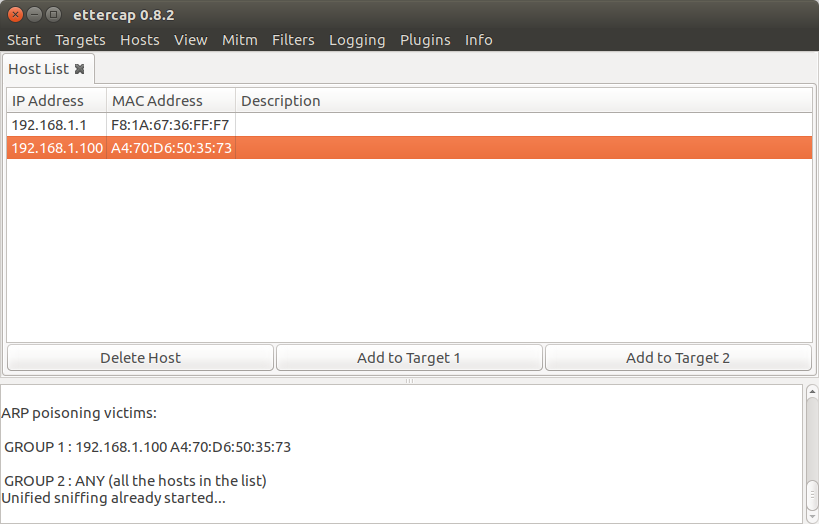 ettercap 0.8.2
Start Targets Hosts View Mitm Filters Logging Plugins Info
Host List
IP Address MAC Address Description
192.168.1.1 F8:1A:67:36:FF:F7
192.168.1.100 A4:70:D6:50:35:73
Delete Host Add to Target 1 Add to Target 2
ARP poisoning victims:
GROUP 1 : 192.168.1.100 A4:70:D6:50:35:73
GROUP 2 : ANY (all the hosts in the list)
Unified sniffing already started...